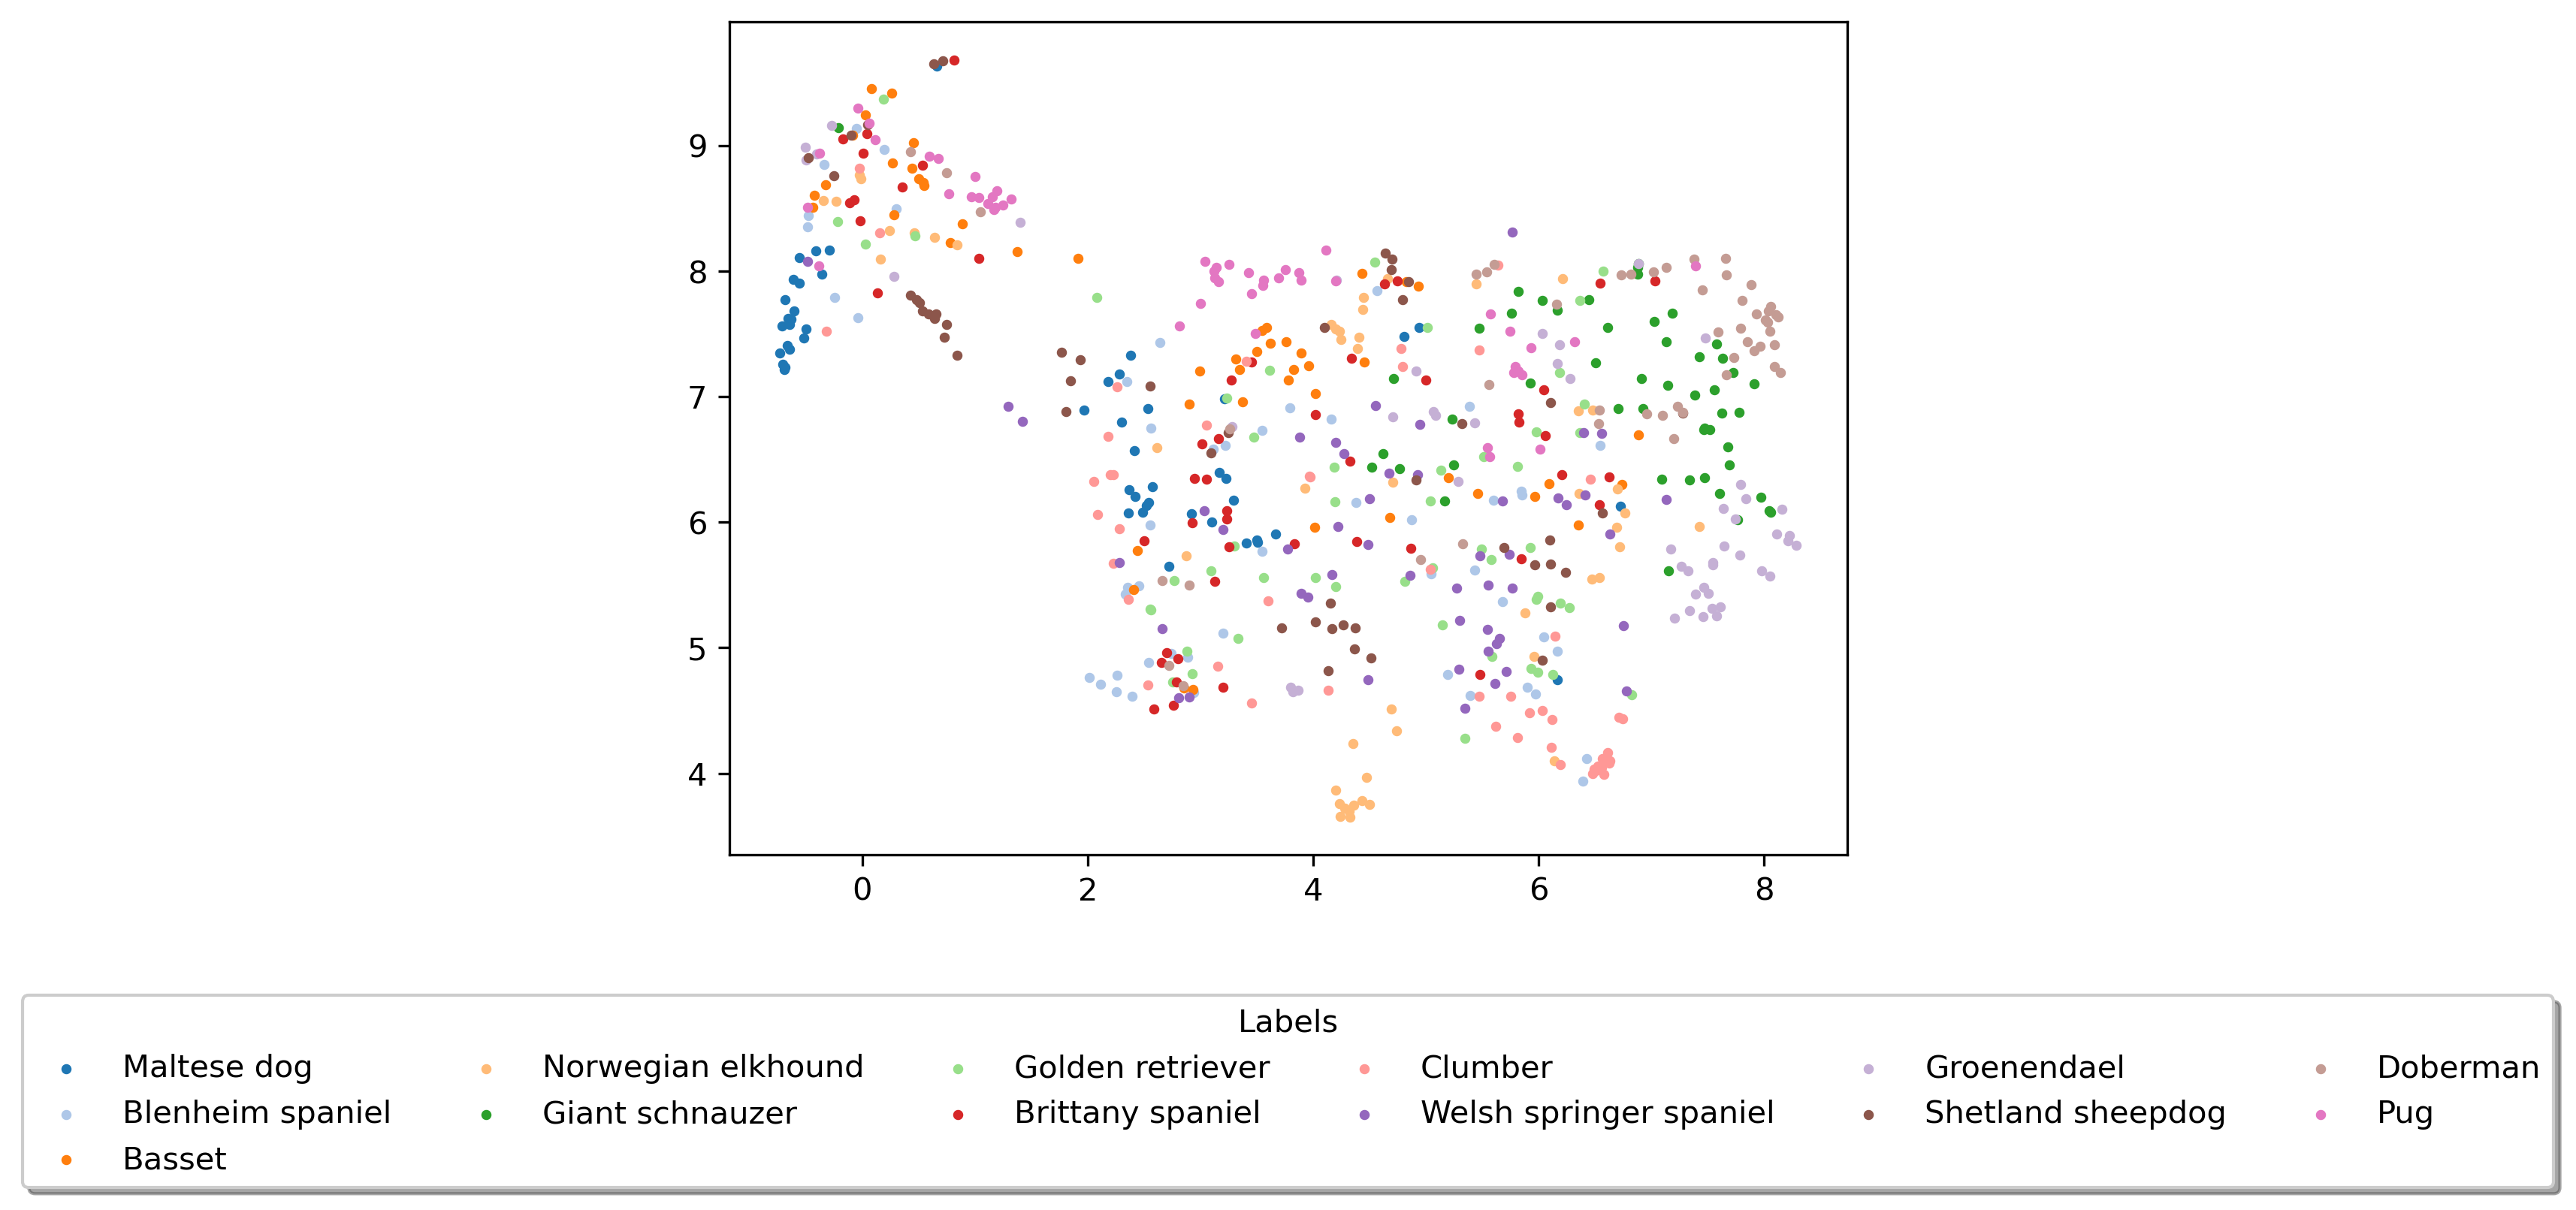 9
8
7
6
5
4
0 2 4 6 8
Labels
Maltese dog Norwegian elkhound Golden retriever Clumber Groenendael Doberman
Blenheim spaniel Giant schnauzer Brittany spaniel Welsh springer spaniel Shetland sheepdog Pug
Basset